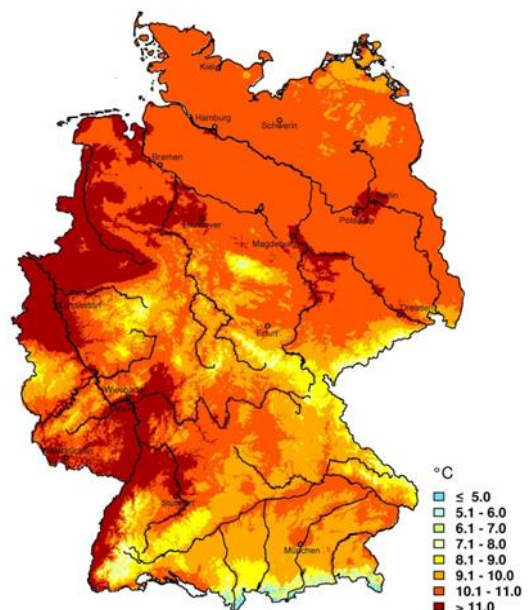 Kiel
Hamburg
Schwerin
Bremen
Berlin
Potsdam
Hannover
Magdeburg
Düsseldorf
Erfurt
Dresden
Wiesbaden
München
°C
≤ 5.0
5.1 - 6.0
6.1 - 7.0
7.1 - 8.0
8.1 - 9.0
9.1 - 10.0
10.1 - 11.0
> 11.0